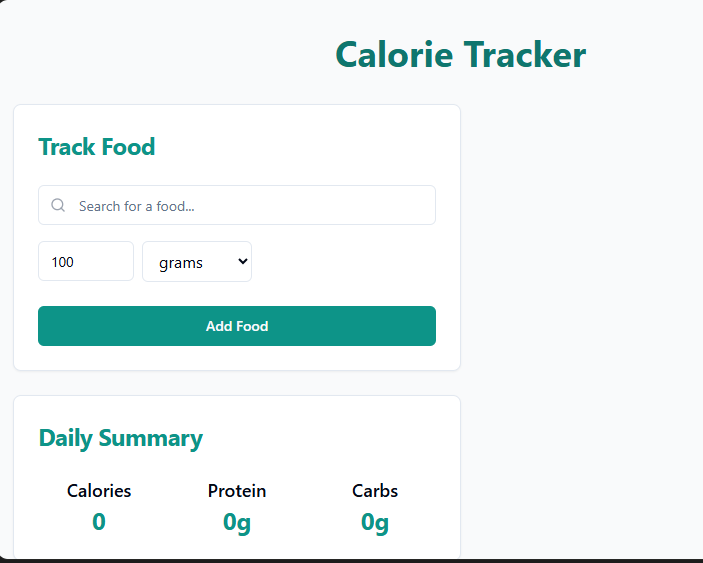 Calorie Tracker
Track Food
Search for a food...
100 grams
Add Food
Daily Summary
Calories Protein Carbs
0 0g 0g